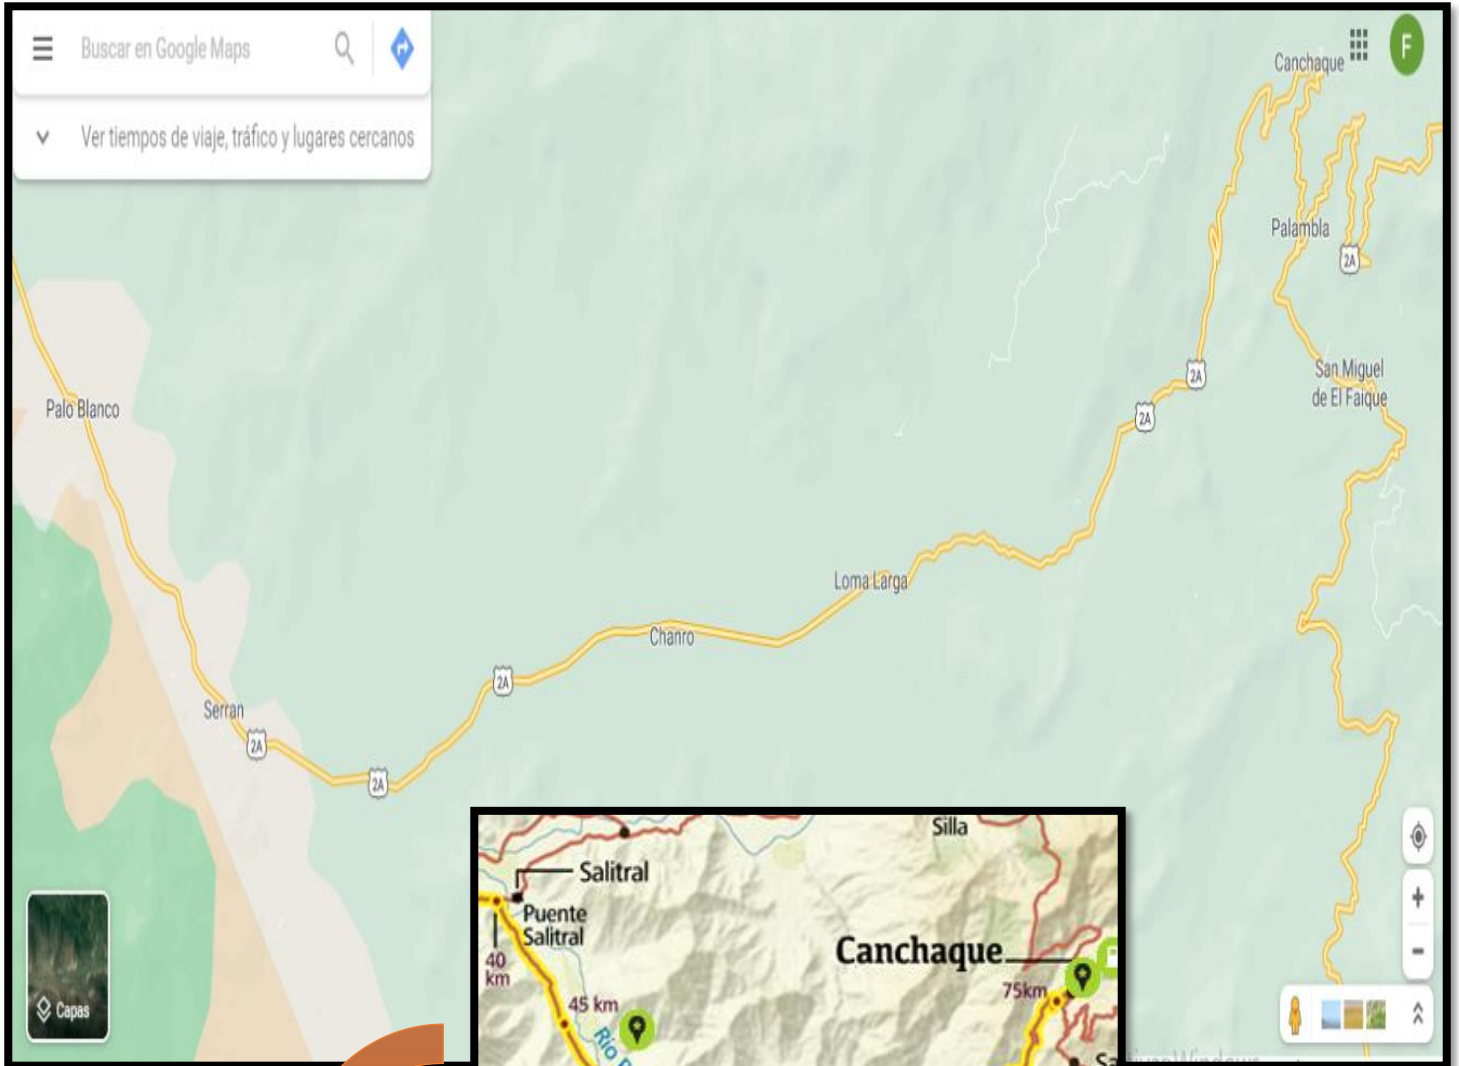 Buscar en Google Maps
Ver tiempos de viaje, tráfico y lugares cercanos
Canchaque
F
Palambla
2A
San Miguel
de El Faique
2A
2A
Palo Blanco
Loma Larga
Chanro
2A
Serran
2A
2A
Capas
Silla
Salitral
Puente
Salitral
40
km
45 km
Río
Canchaque
75km